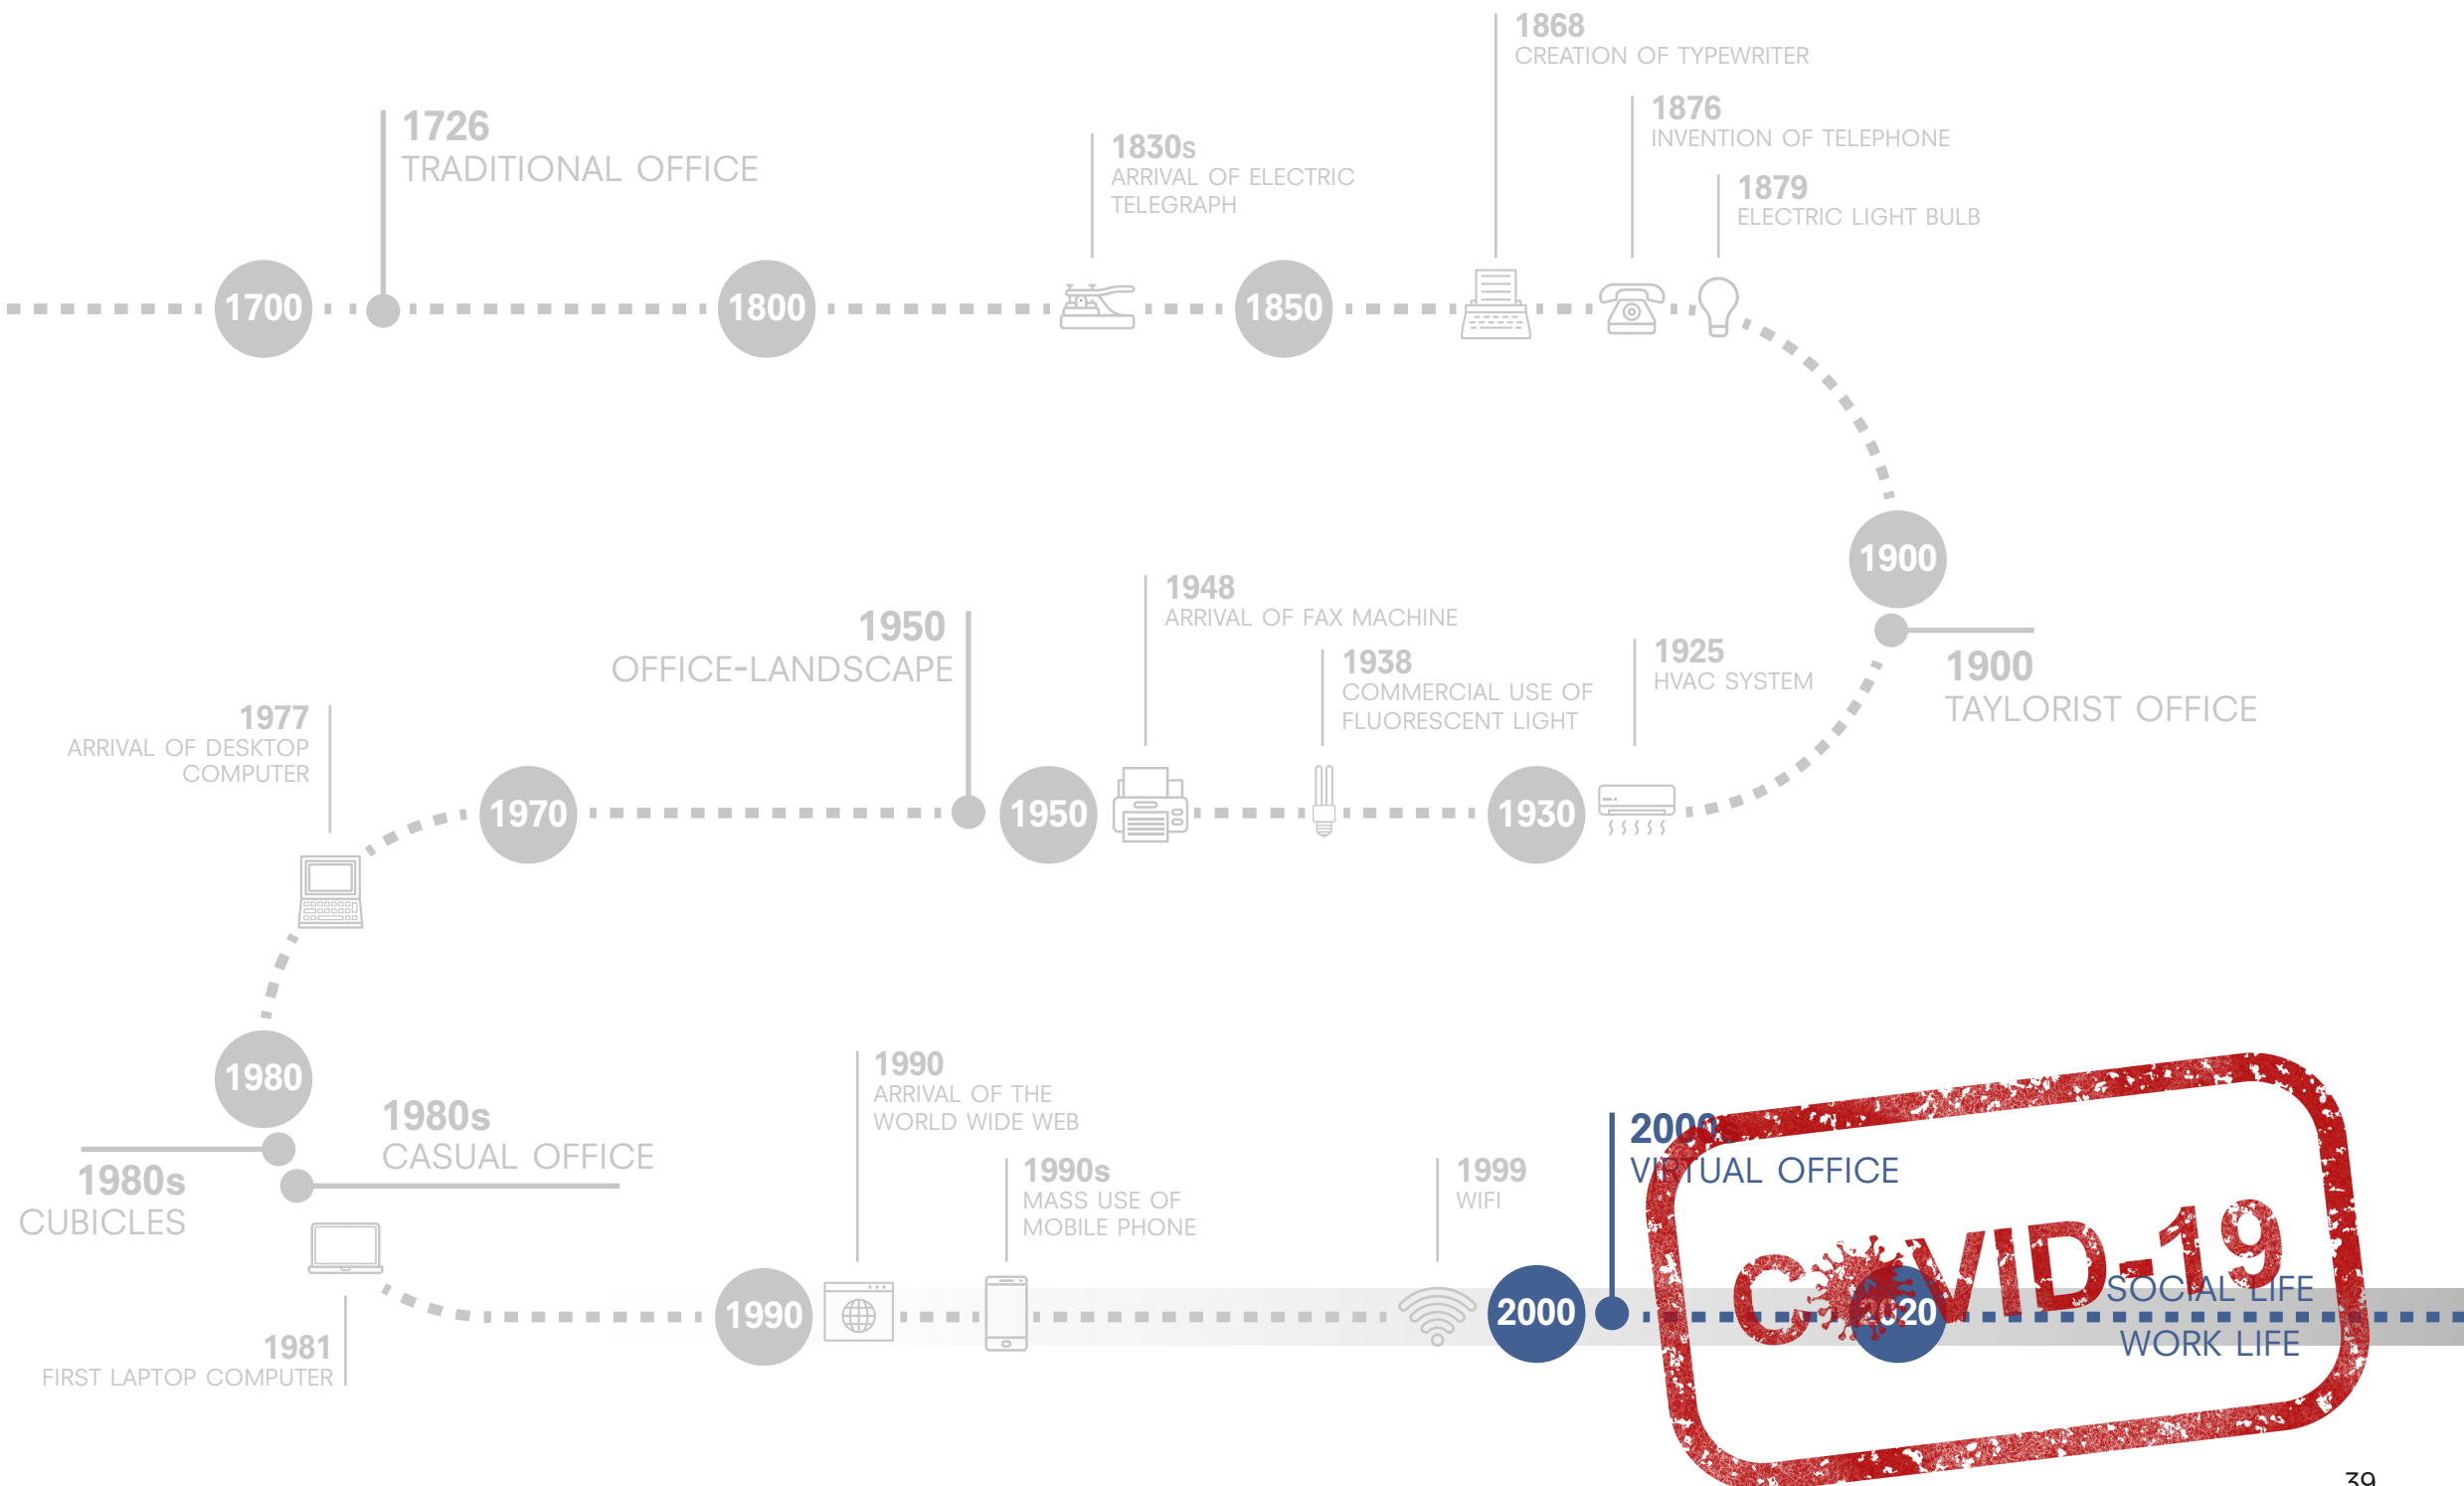 1868
CREATION OF TYPEWRITER
1876
INVENTION OF TELEPHONE
1726
TRADITIONAL OFFICE
1830s
ARRIVAL OF ELECTRIC
TELEGRAPH
1879
ELECTRIC LIGHT BULB
1700
1800
1850
1900
1900
TAYLORIST OFFICE
1925
HVAC SYSTEM
1930
1938
COMMERCIAL USE OF
FLUORESCENT LIGHT
1948
ARRIVAL OF FAX MACHINE
1950
1950
OFFICE-LANDSCAPE
1970
1977
ARRIVAL OF DESKTOP
COMPUTER
1980
1980s
CUBICLES
1980s
CASUAL OFFICE
1981
FIRST LAPTOP COMPUTER
1990
1990
ARRIVAL OF THE
WORLD WIDE WEB
1990s
MASS USE OF
MOBILE PHONE
1999
WIFI
2000
2000s
VIRTUAL OFFICE
COVID-19
2020
SOCIAL LIFE
WORK LIFE
39